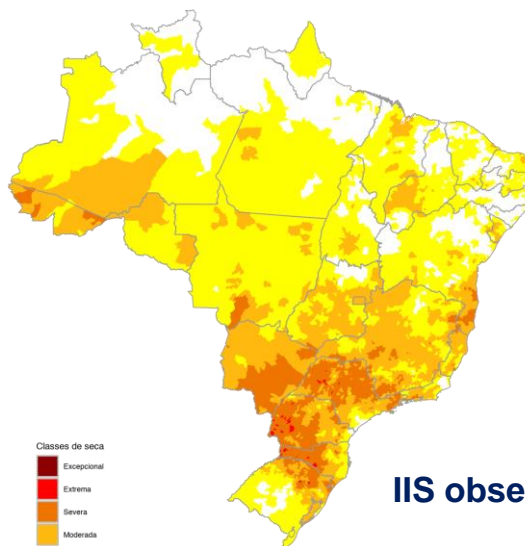 Classes de seca
Excepcional
Extrema
Severa
Moderada
IIS obse